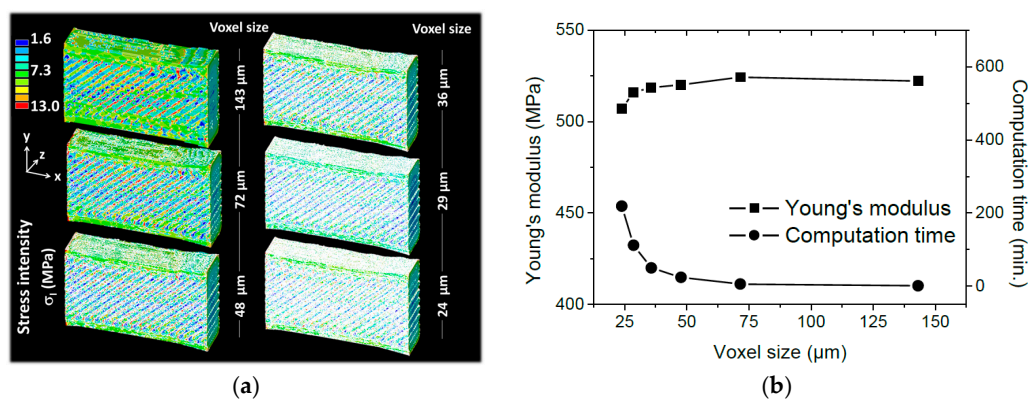 Voxel size
Voxel size
1.6
7.3
13.0
143 µm
36 µm
y
z
x
72 µm
29 µm
Stress intensity
σi (MPa)
48 µm
24 µm
(a)
550
500
450
400
Young's modulus (MPa)
600
400
200
0
Computation time (min.)
Young's modulus
Computation time
25
50
75
100
125
150
Voxel size (µm)
(b)